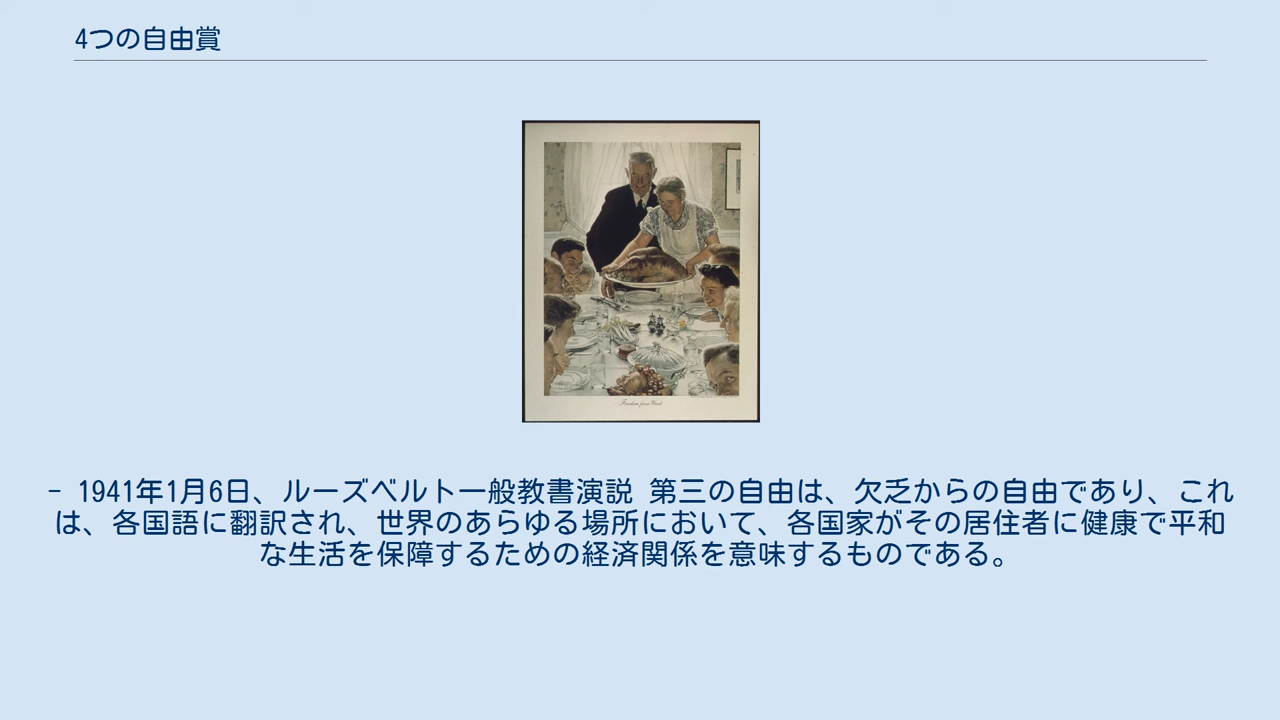 4つの自由賞
Freedom from Want
- 1941年1月6日、ルーズベルト一般教書演説 第三の自由は、欠乏からの自由であり、これ
は、各国語に翻訳され、世界のあらゆる場所において、各国家がその居住者に健康で平和
な生活を保障するための経済関係を意味するものである。